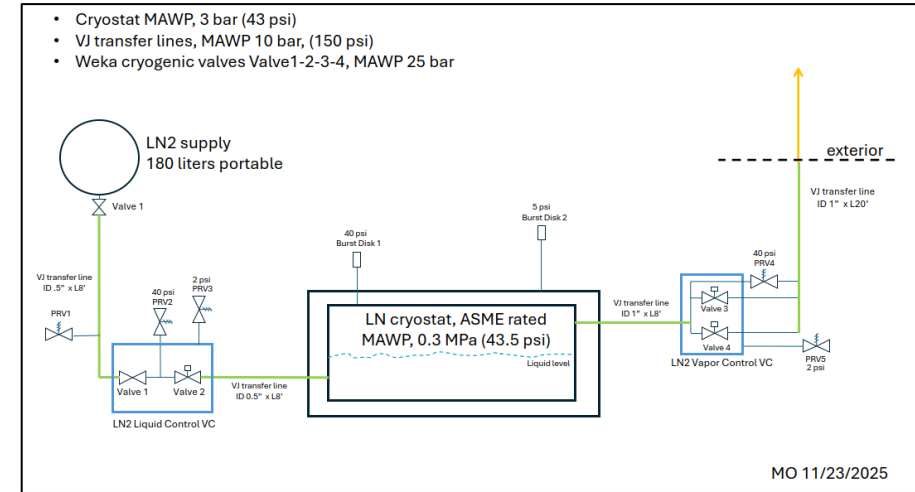 • Cryostat MAWP, 3 bar (43 psi)
• VJ transfer lines, MAWP 10 bar, (150 psi)
• Weka cryogenic valves Valve1-2-3-4, MAWP 25 bar
LN2 supply
180 liters portable
Valve 1
exterior
VJ transfer line
ID 1" x L20'
5 psi
Burst Disk 2
40 psi
Burst Disk 1
40 psi
PRV4
VJ transfer line
ID .5" x L8'
PRV1
40 psi
PRV2
2 psi
PRV3
LN cryostat, ASME rated
MAWP, 0.3 MPa (43.5 psi)
Liquid level
VJ transfer line
ID 1" x L8'
Valve 3
Valve 4
LN2 Vapor Control VC
PRV5
2 psi
Valve 1
Valve 2
VJ transfer line
ID 0.5" x L8'
LN2 Liquid Control VC
MO 11/23/2025